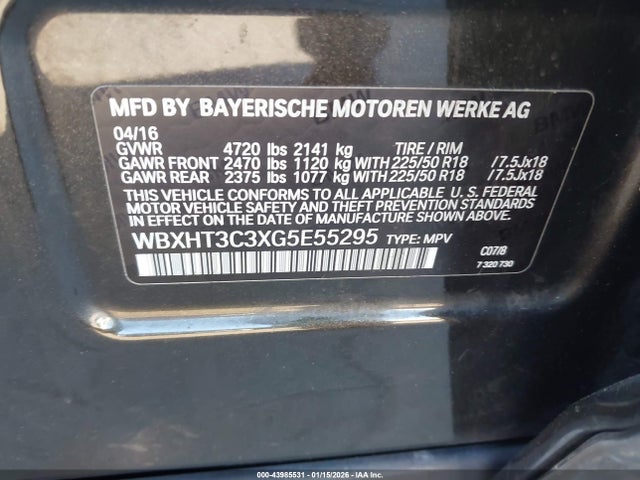 MFD BY BAYERISCHE MOTOREN WERKE AG
04/16
GVWR 4720 lbs 2141 kg TIRE / RIM
GAWR FRONT 2470 lbs 1120 kg WITH 225/50 R18 /7.5Jx18
GAWR REAR 2375 lbs 1077 kg WITH 225/50 R18 /7.5Jx18
THIS VEHICLE CONFORMS TO ALL APPLICABLE U. S. FEDERAL
MOTOR VEHICLE SAFETY AND THEFT PREVENTION STANDARDS
IN EFFECT ON THE DATE OF MANUFACTURE SHOWN ABOVE.
WBXHT3C3XG5E55295 TYPE: MPV
C07/8
7 320 730
000-43985531 - 01/15/2026 - IAAI.COM